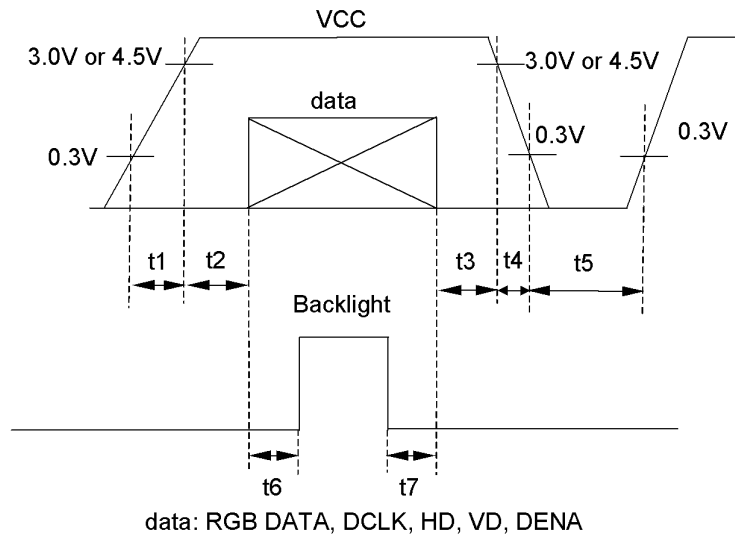 VCC
3.0V or 4.5V
3.0V or 4.5V
data
0.3V
0.3V
0.3V
t1
t2
t3
t4
t5
Backlight
t6
t7
data: RGB DATA, DCLK, HD, VD, DENA